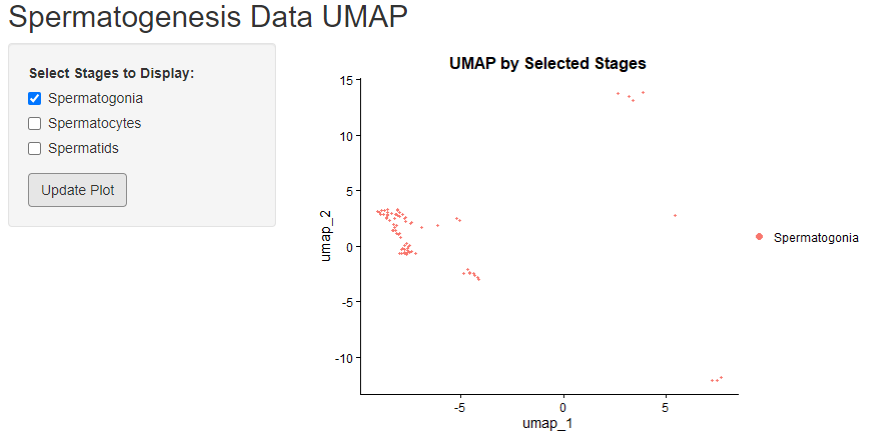 Spermatogenesis Data UMAP
Select Stages to Display:
Spermatogonia
Spermatocytes
Spermatids
Update Plot
UMAP by Selected Stages
15
10
5
0
-5
-10
umap_2
-5 0 5
umap_1
Spermatogonia